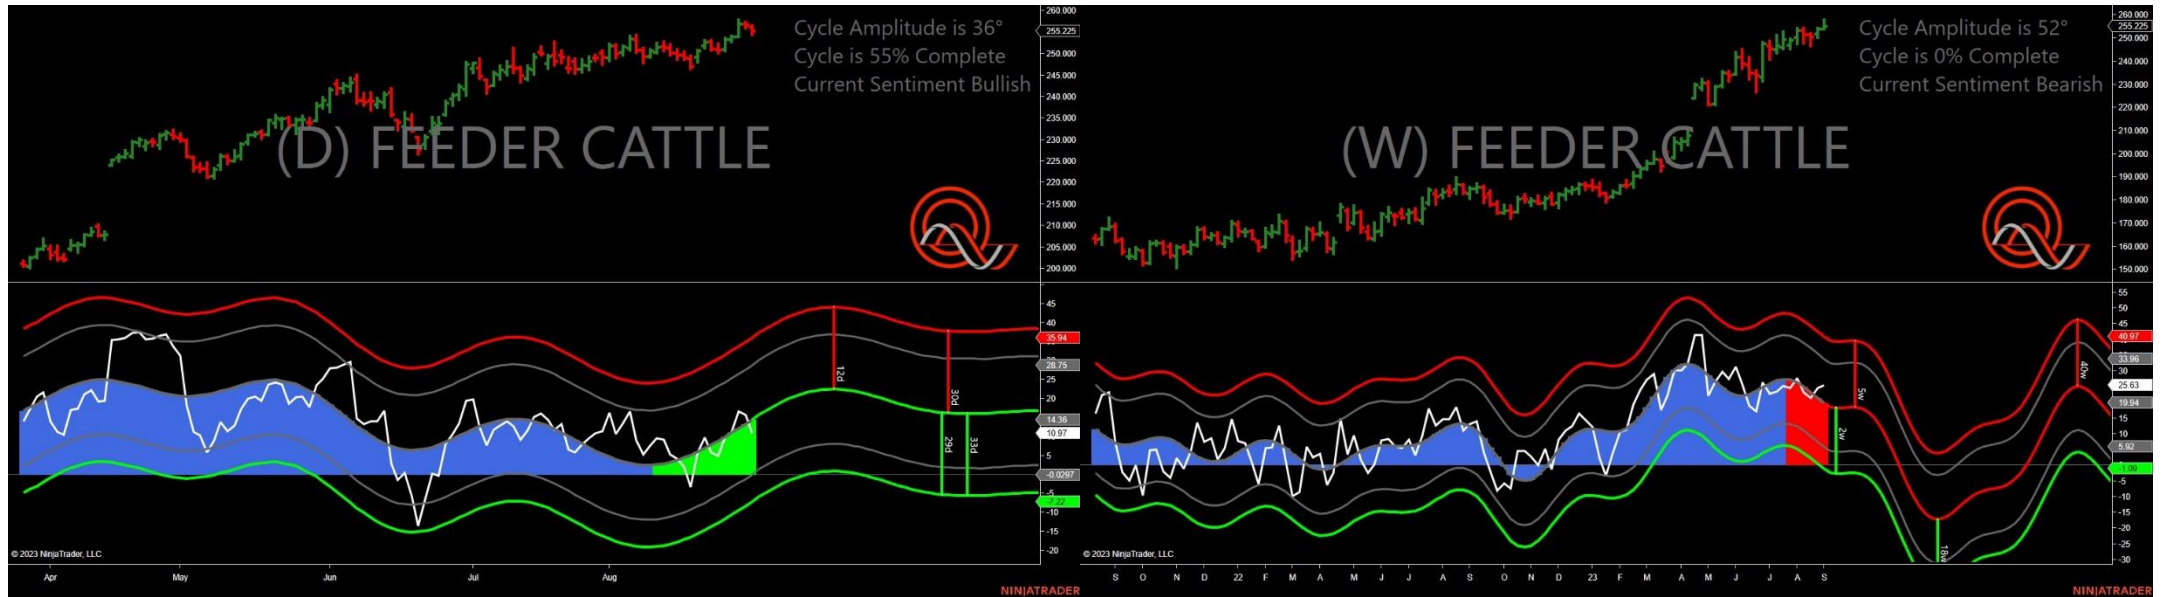 260.000
255.225
250.000
245.000
240.000
235.000
230.000
225.000
220.000
215.000
210.000
205.000
200.000
Cycle Amplitude is 36°
Cycle is 55% Complete
Current Sentiment Bullish
(D) FEEDER CATTLE
45
40
35.94
28.75
25
20
14.36
10.97
5
-0.0297
-5
-7.22
-10
-15
-20
12d
30d
29d
33d
© 2023 NinjaTrader, LLC
Apr May Jun Jul Aug
NINJATRADER
260.000
255.225
250.000
240.000
230.000
220.000
210.000
200.000
190.000
180.000
170.000
160.000
150.000
Cycle Amplitude is 52°
Cycle is 0% Complete
Current Sentiment Bearish
(W) FEEDER CATTLE
55
50
45
40.97
33.96
30
25.63
19.94
15
10
5.92
-1.09
-5
-10
-15
-20
-25
-30
5w
2w
18w
40w
© 2023 NinjaTrader, LLC
S O N D 22 F M A M J J A S O N D 23 F M A M J J A S
NINJATRADER